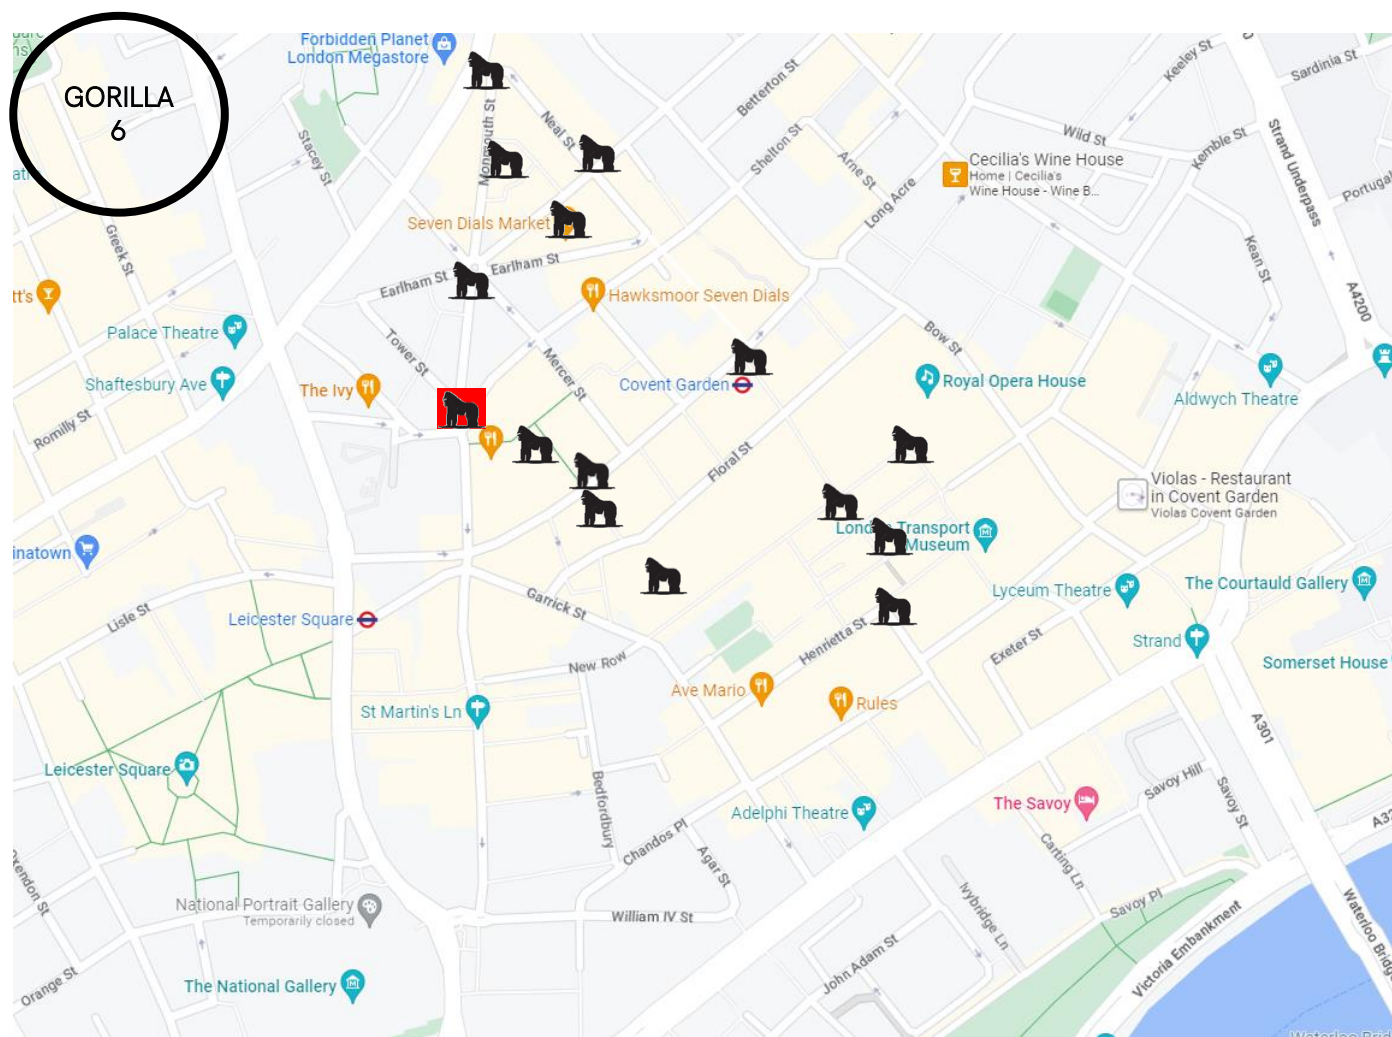 GORILLA
6
Forbidden Planet
London Megastore
Stacey St
Greek St
Monmouth St
Neal St
Betterton St
Shelton St
Arne St
Long Acre
Keeley St
Sardinia St
Wild St
Kemble St
Strand Underpass
Portugal
Cecilia's Wine House
Home | Cecilia's
Wine House - Wine B...
Seven Dials Market
Earlham St
Earlham St
Kean St
A4200
tt's
Hawksmoor Seven Dials
Palace Theatre
Tower St
Mercer St
Bow St
Shaftesbury Ave
The Ivy
Covent Garden
Royal Opera House
Aldwych Theatre
Romilly St
Floral St
Violas - Restaurant
in Covent Garden
Violas Covent Garden
inatown
London Transport
Museum
Lisle St
Leicester Square
Garrick St
Lyceum Theatre
The Courtauld Gallery
Henrietta St
Exeter St
Strand
New Row
Somerset House
Ave Mario
Rules
St Martin's Ln
A301
Leicester Square
Bedfordbury
Adelphi Theatre
The Savoy
Savoy Hill
Savoy St
Chandos Pl
Agar St
Carting Ln
Oxendon St
National Portrait Gallery
Temporarily closed
William IV St
Ivybridge Ln
Savoy Pl
Victoria Embankment
Waterloo Bridge
Orange St
The National Gallery
John Adam St